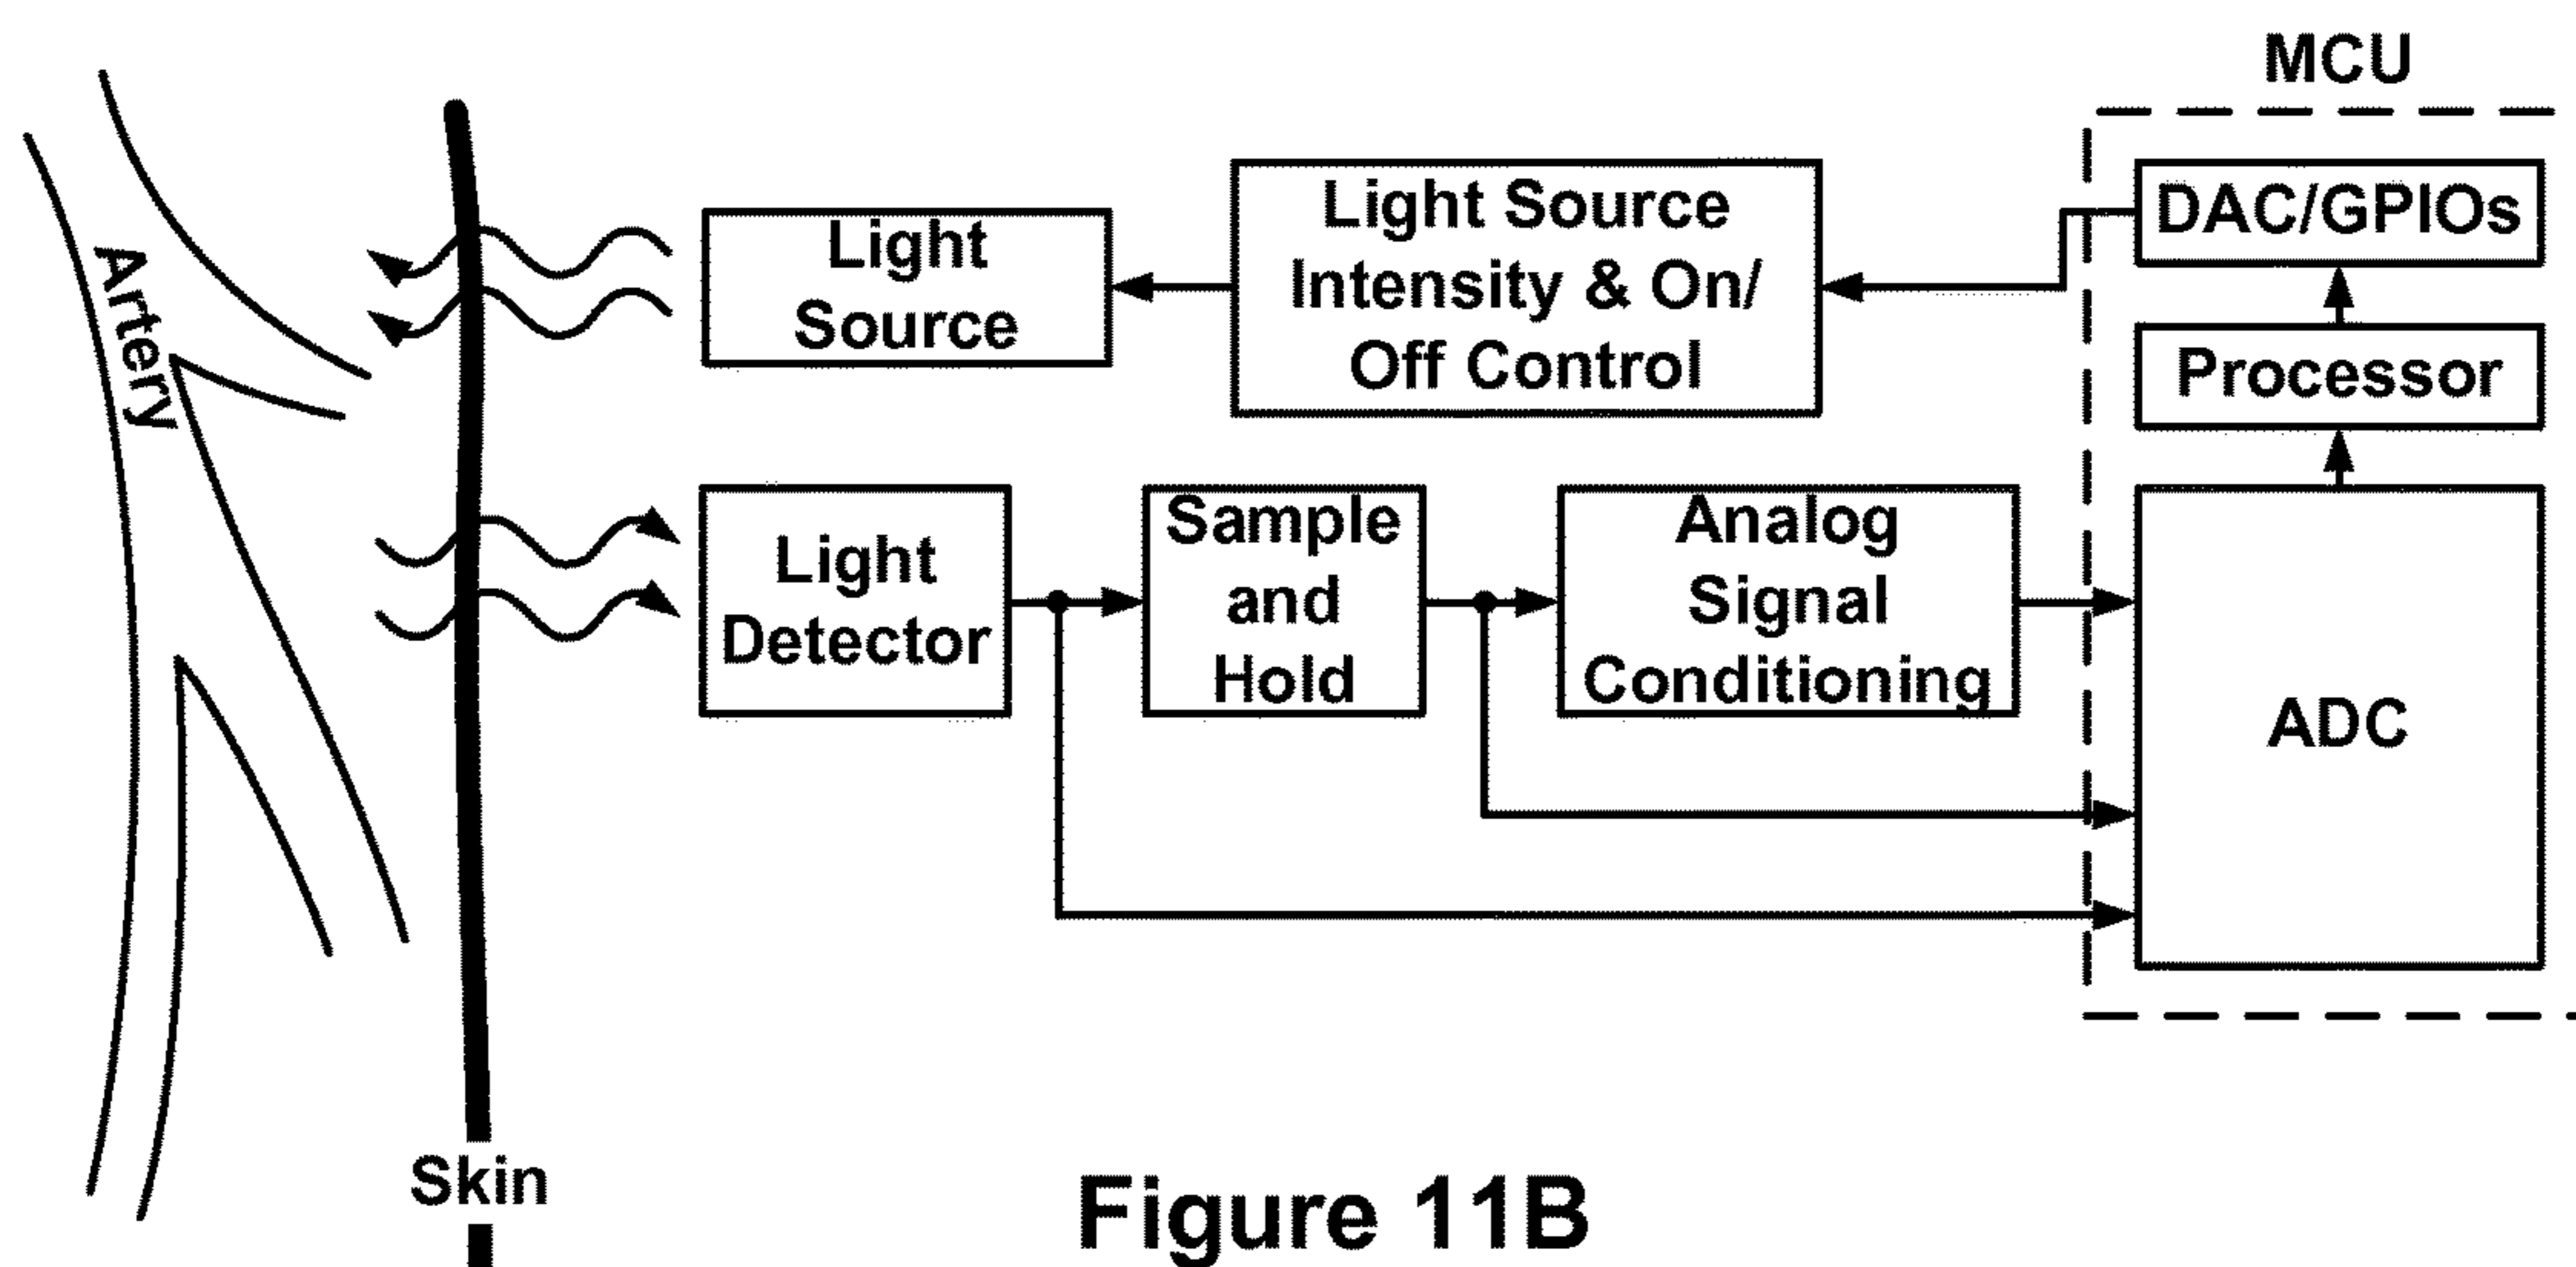 MCU
Light Source
Intensity & On/
Off Control
DAC/GPIOs
Light
Source
Processor
Artery
Light
Detector
Sample
and
Hold
Analog
Signal
Conditioning
ADC
Skin
Figure 11B